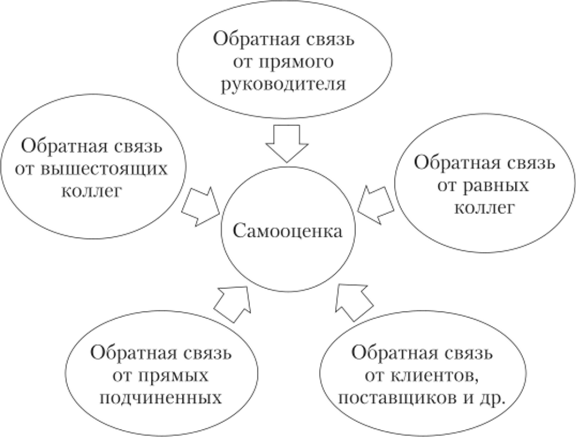 Обратная связь
от прямого
руководителя
Обратная связь
от вышестоящих
коллег
Обратная связь
от равных
коллег
Самооценка
Обратная связь
от прямых
подчиненных
Обратная связь
от клиентов,
поставщиков и др.